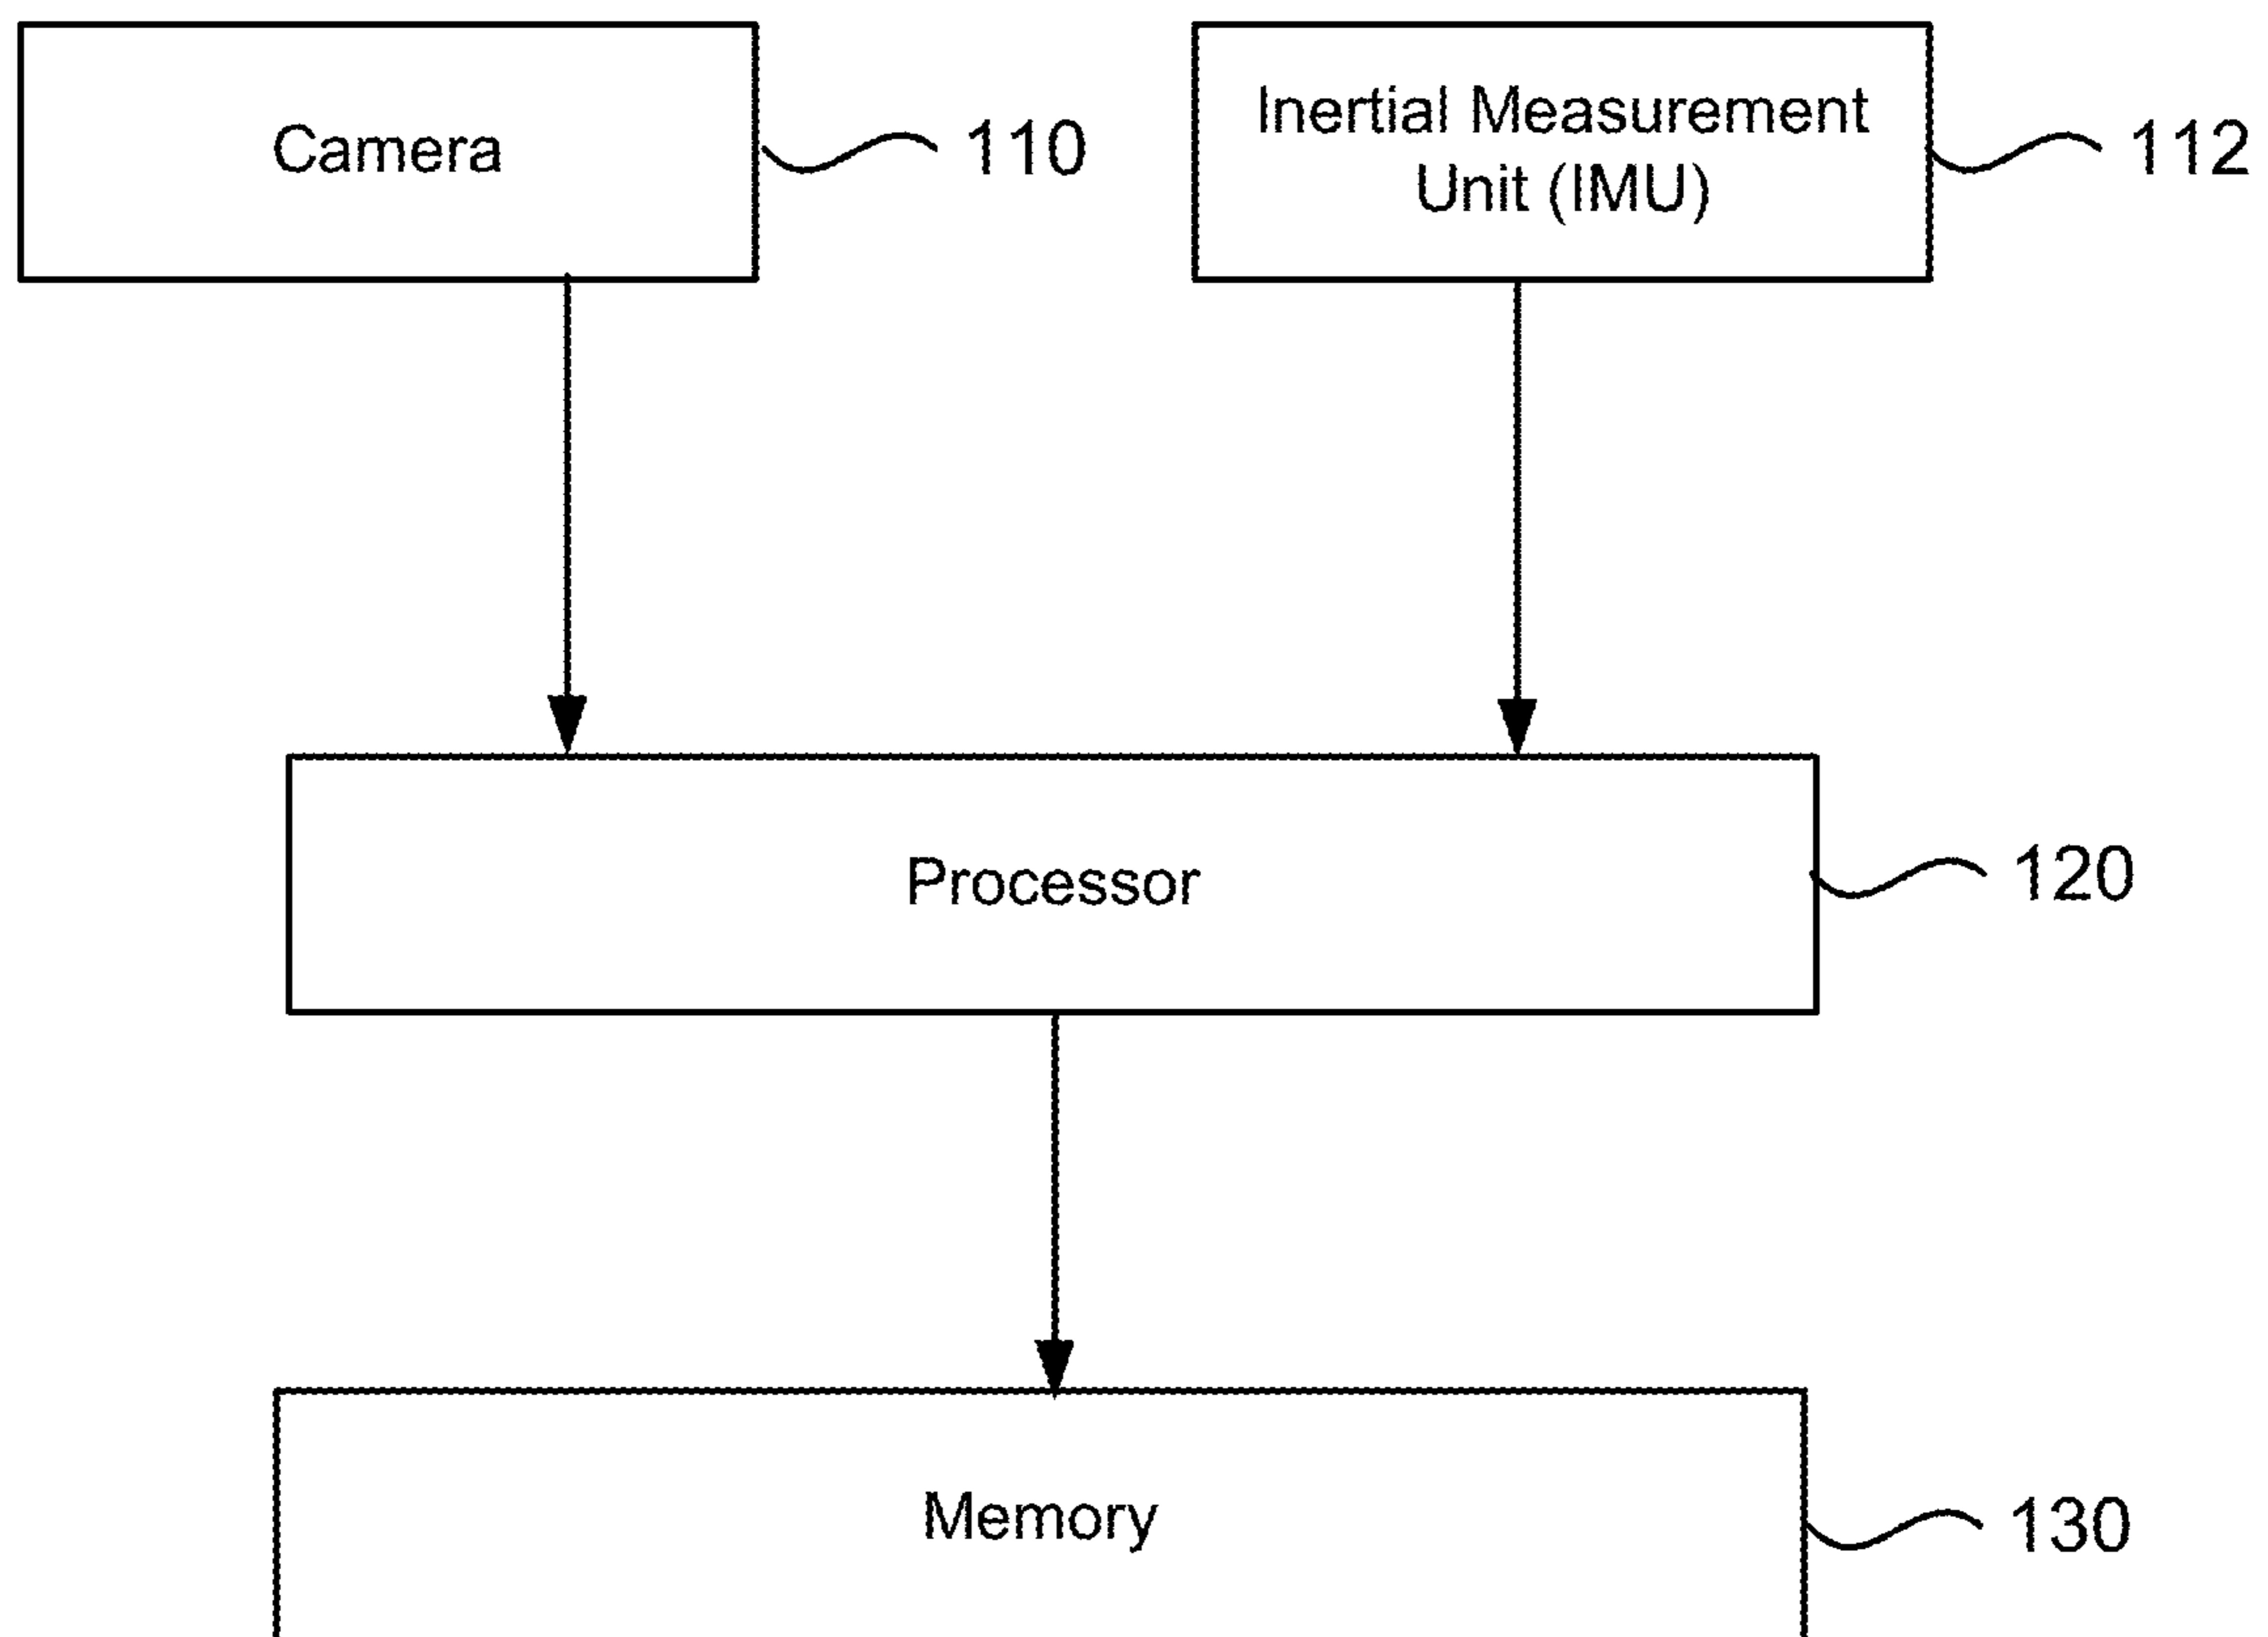 Camera
110
Inertial Measurement
Unit (IMU)
112
Processor
120
Memory
130